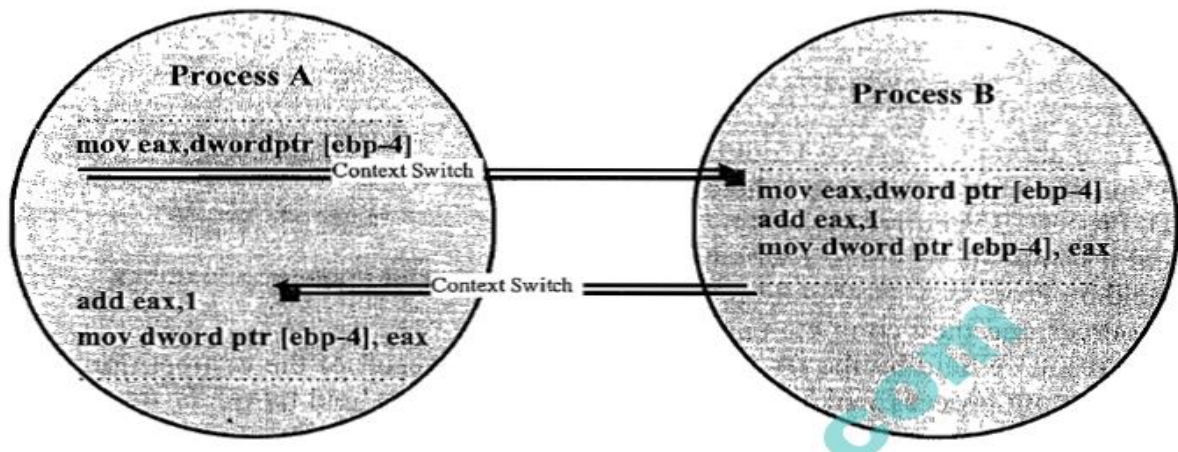 Process A
mov eax,dwordptr [ebp-4]
Context Switch
Process B
mov eax,dword ptr [ebp-4]
add eax,1
mov dword ptr [ebp-4], eax
Context Switch
add eax,1
mov dword ptr [ebp-4], eax
com